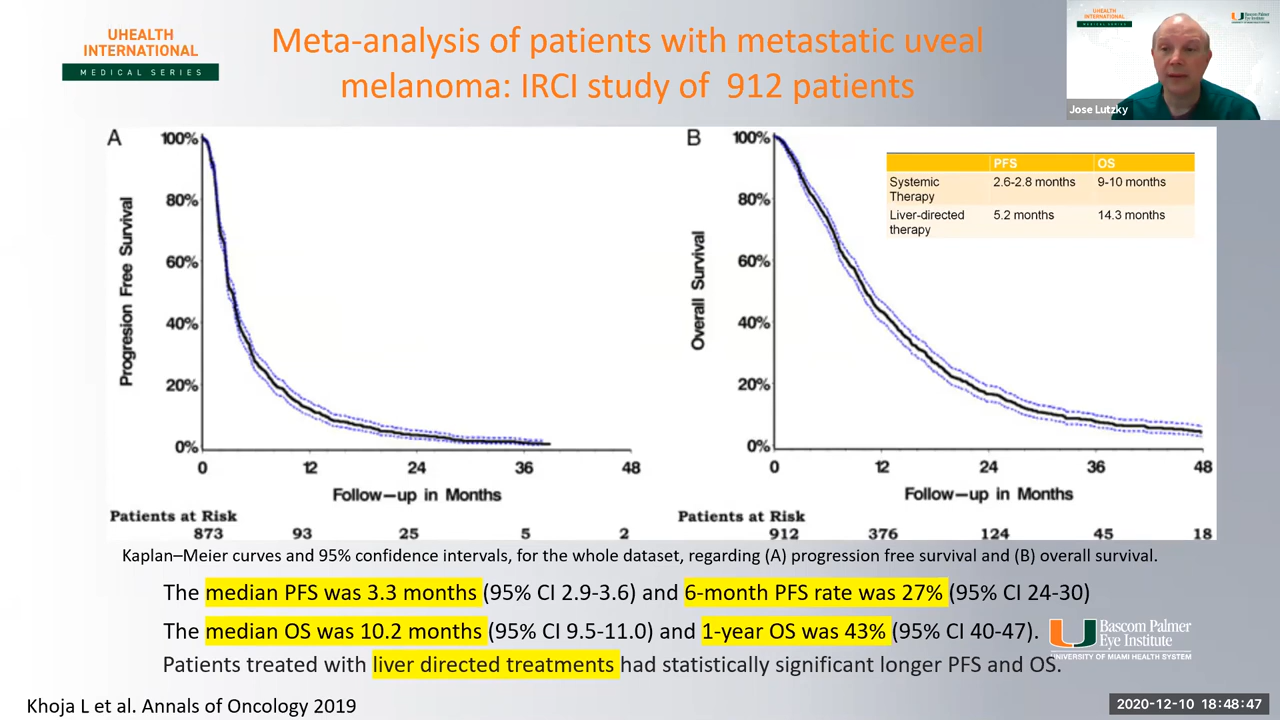 UHEALTH
INTERNATIONAL
MEDICAL SERIES
Meta-analysis of patients with metastatic uveal
melanoma: IRCI study of 912 patients
Jose Lutzky
A
100%
80%
60%
40%
20%
0%
Progresion Free Survival
0 12 24 36 48
Follow-up in Months
Patients at Risk
873 93 25 5 2
B
100%
80%
60%
40%
20%
0%
Overall Survival
PFS OS
Systemic Therapy 2.6-2.8 months 9-10 months
Liver-directed therapy 5.2 months 14.3 months
0 12 24 36 48
Follow-up in Months
Patients at Risk
912 376 124 45 18
Kaplan–Meier curves and 95% confidence intervals, for the whole dataset, regarding (A) progression free survival and (B) overall survival.
The median PFS was 3.3 months (95% CI 2.9-3.6) and 6-month PFS rate was 27% (95% CI 24-30)
The median OS was 10.2 months (95% CI 9.5-11.0) and 1-year OS was 43% (95% CI 40-47).
Patients treated with liver directed treatments had statistically significant longer PFS and OS.
Bascom Palmer
Eye Institute
UNIVERSITY OF MIAMI HEALTH SYSTEM
Khoja L et al. Annals of Oncology 2019
2020-12-10 18:48:47